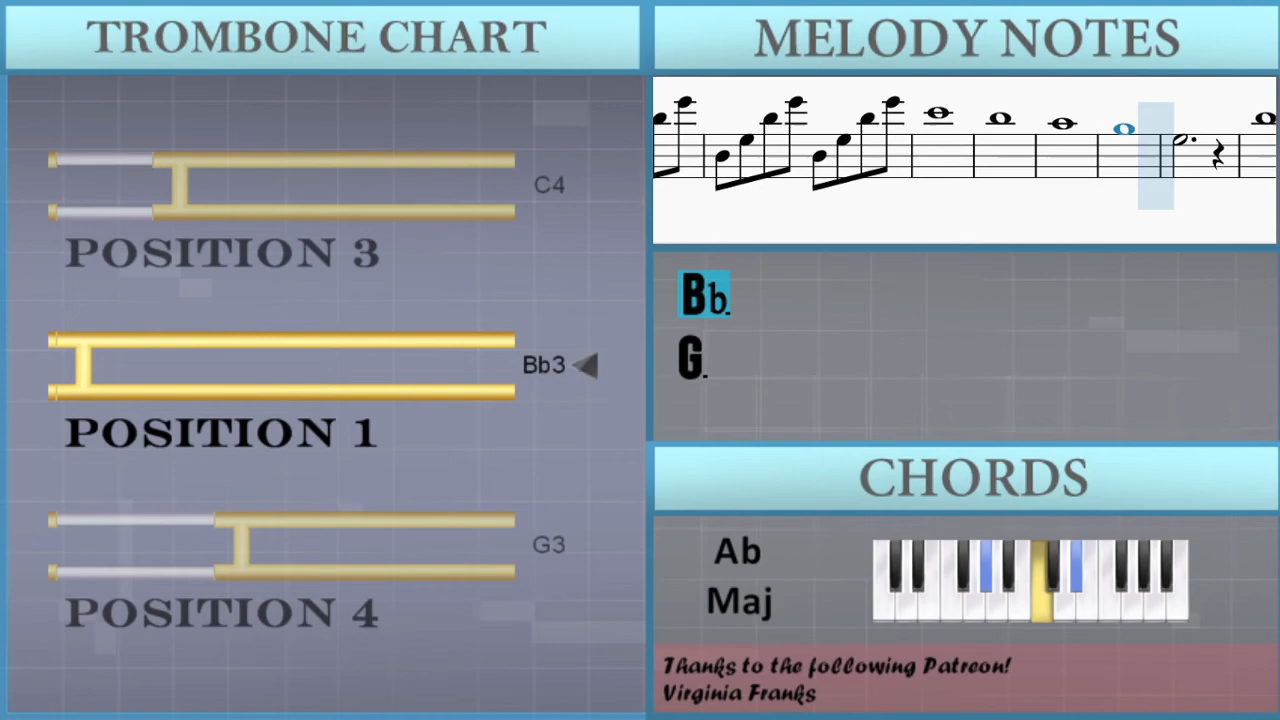 TROMBONE CHART
C4
POSITION 3
Bb3
POSITION 1
G3
POSITION 4
MELODY NOTES
Bb.
G.
CHORDS
Ab
Maj
Thanks to the following Patreon!
Virginia Franks